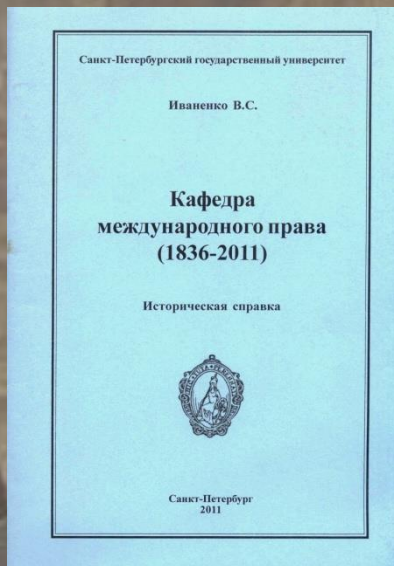 Санкт-Петербургский государственный университет
Иваненко В.С.
Кафедра
международного права
(1836-2011)
Историческая справка
Санкт-Петербург
2011